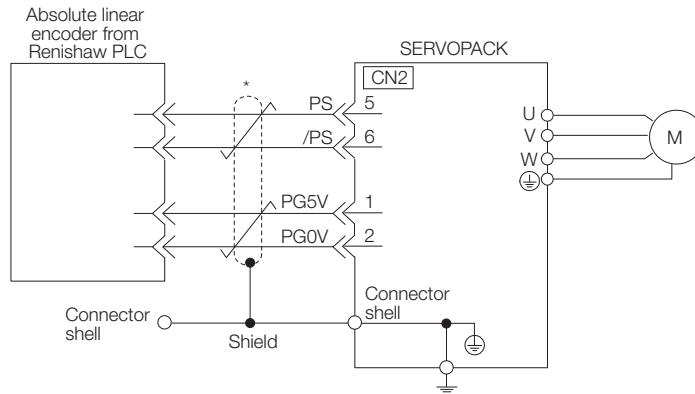 Absolute linear
encoder from
Renishaw PLC
SERVOPACK
*
CN2
PS 5
/PS 6
PG5V 1
PG0V 2
U
V
W
M
Connector
shell
Shield
Connector
shell